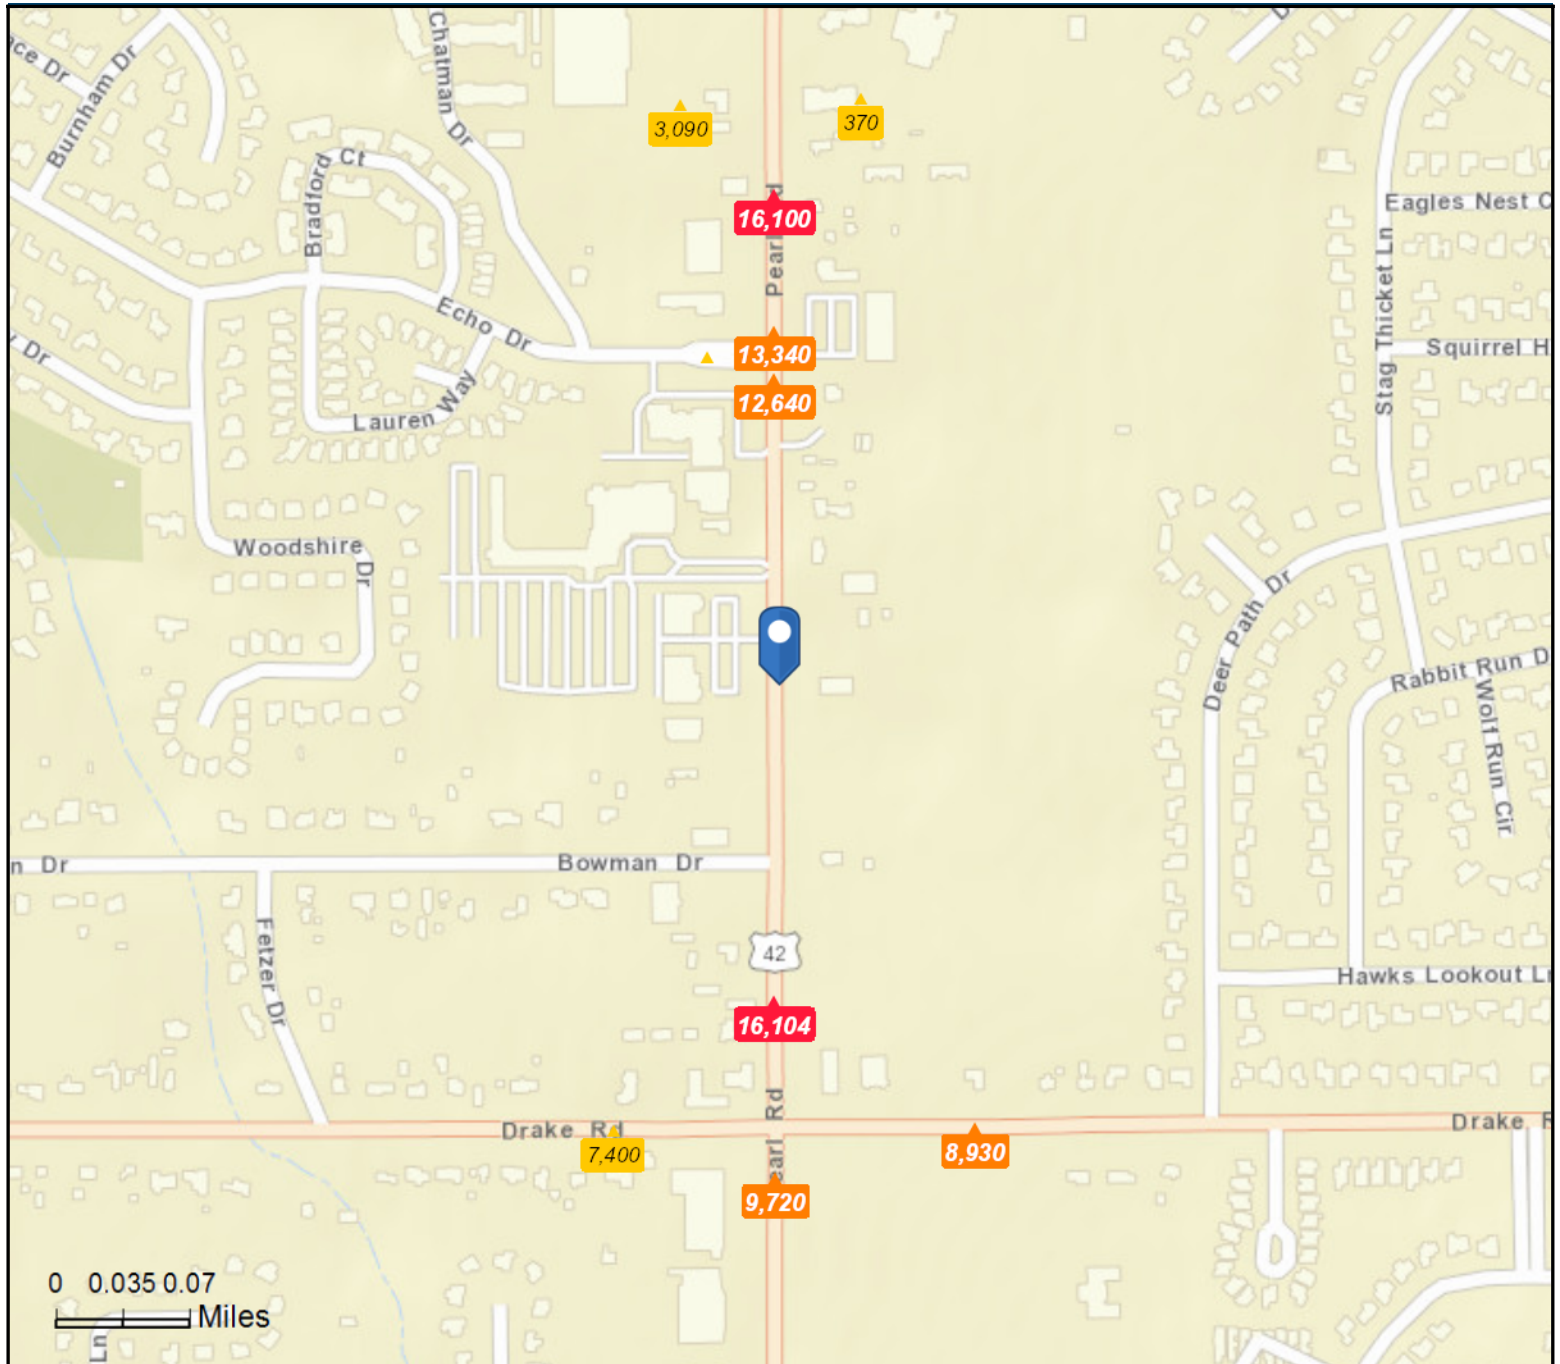 nce Dr
Burnham Dr
Chatman Dr
3,090
370
Bradford Ct
16,100
Pearl Rd
Eagles Nest C
Echo Dr
13,340
Stag Thicket Ln
Squirrel H
y Dr
12,640
Lauren Way
Woodshire Dr
Deer Path Dr
Rabbit Run D
Wolf Run Cir
n Dr
Bowman Dr
Fetzer Dr
42
Hawks Lookout Ln
16,104
Pearl Rd
Drake Rd
Drake R
7,400
8,930
9,720
0 0.035 0.07
Miles
Ln